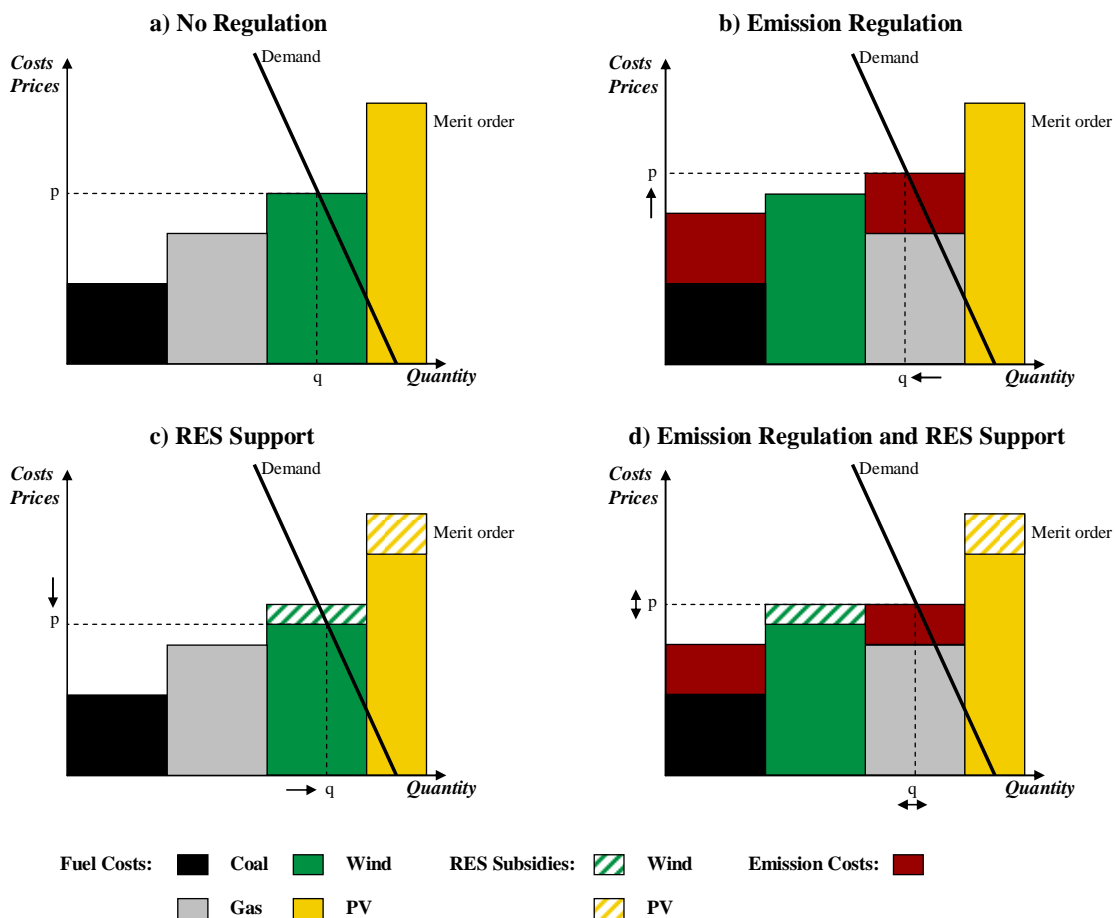 a) No Regulation
Demand
Costs
Prices
Merit order
p
q
Quantity
b) Emission Regulation
Demand
Costs
Prices
Merit order
p
q
Quantity
c) RES Support
Demand
Costs
Prices
Merit order
p
q
Quantity
d) Emission Regulation and RES Support
Demand
Costs
Prices
Merit order
p
q
Quantity
Fuel Costs: Coal Wind RES Subsidies: Wind Emission Costs:
Gas PV PV